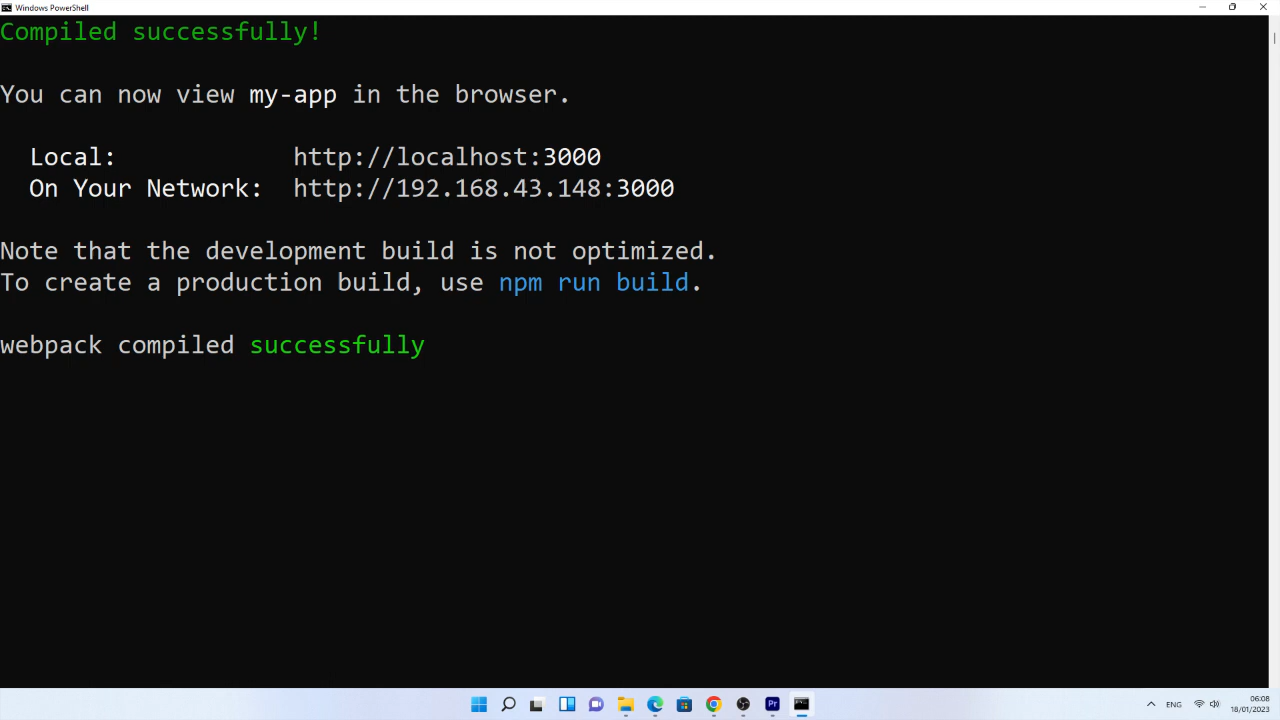 Windows PowerShell
Compiled successfully!
You can now view my-app in the browser.
Local: http://localhost:3000
On Your Network: http://192.168.43.148:3000
Note that the development build is not optimized.
To create a production build, use npm run build.
webpack compiled successfully
Pr
ENG
06:08
18/01/2023